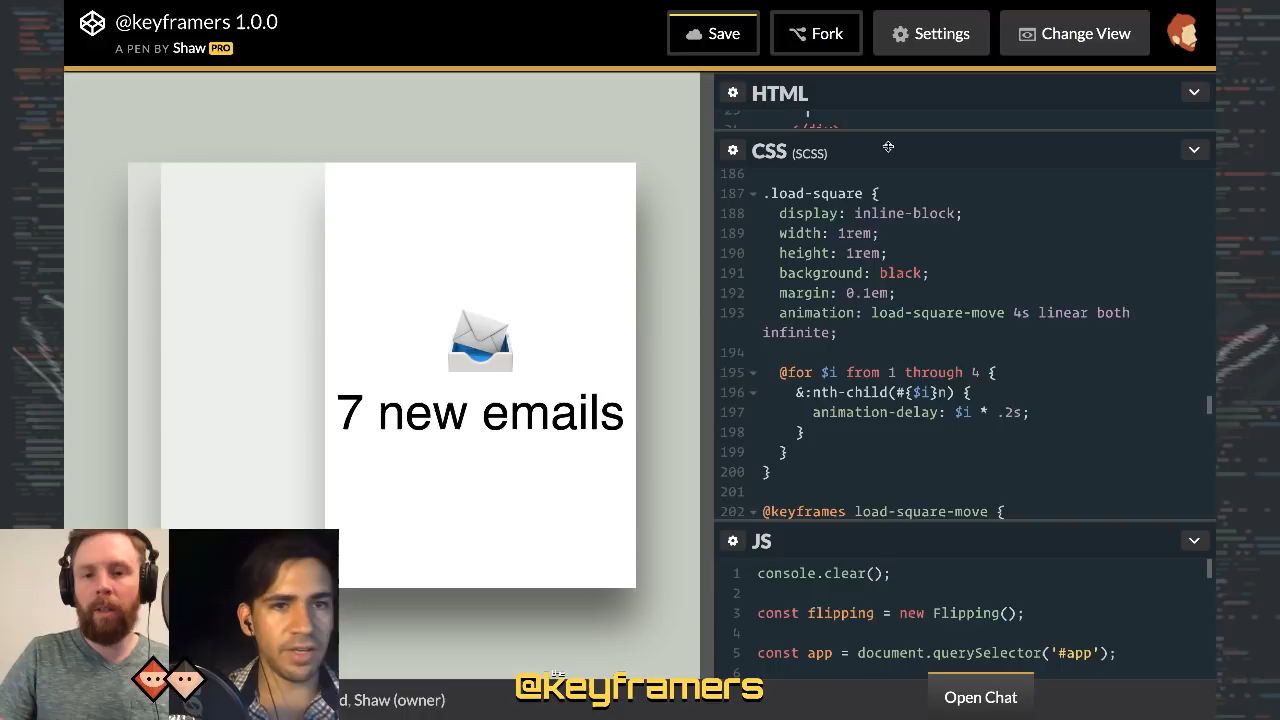 @keyframers 1.0.0
A PEN BY Shaw PRO
Save
Fork
Settings
Change View
HTML
CSS (SCSS)
186
187 .load-square {
188 display: inline-block;
189 width: 1rem;
190 height: 1rem;
191 background: black;
192 margin: 0.1em;
193 animation: load-square-move 4s linear both
infinite;
194
195 @for $i from 1 through 4 {
196 &:nth-child(#{$i}n) {
197 animation-delay: $i * .2s;
198 }
199 }
200 }
201
202 @keyframes load-square-move {
7 new emails
JS
1 console.clear();
2
3 const flipping = new Flipping();
4
5 const app = document.querySelector('#app');
6
d, Shaw (owner)
the
@keyframers
Open Chat